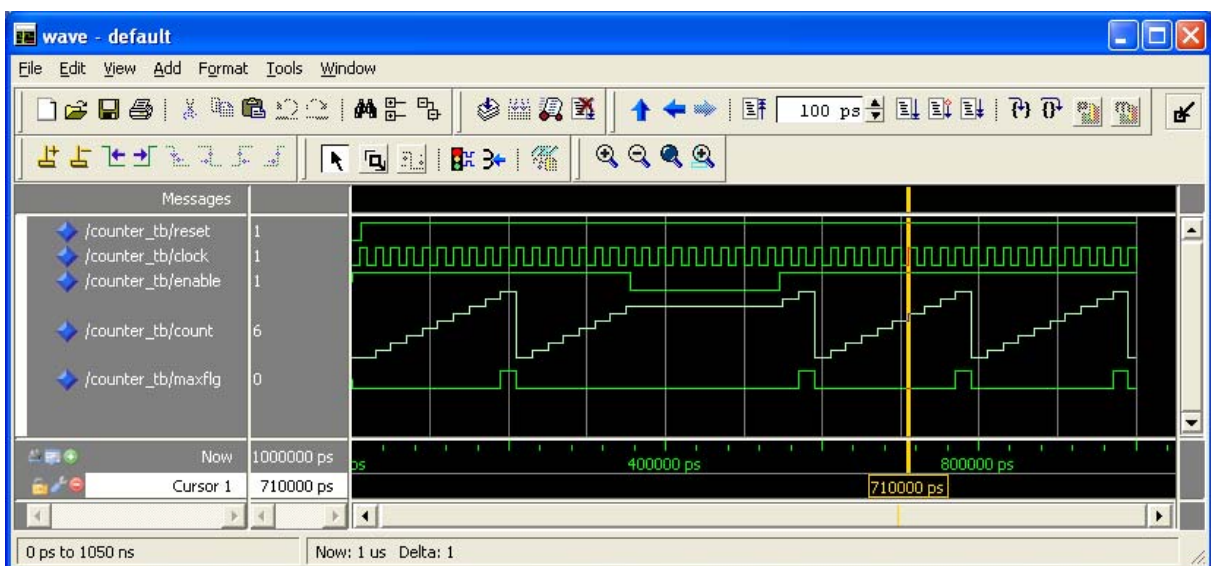 wave - default
File Edit View Add Format Tools Window
100 ps
Messages
/counter_tb/reset 1
/counter_tb/clock 1
/counter_tb/enable 1
/counter_tb/count 6
/counter_tb/maxflg 0
Now 1000000 ps ps 400000 ps 800000 ps
Cursor 1 710000 ps 710000 ps
0 ps to 1050 ns Now: 1 us Delta: 1